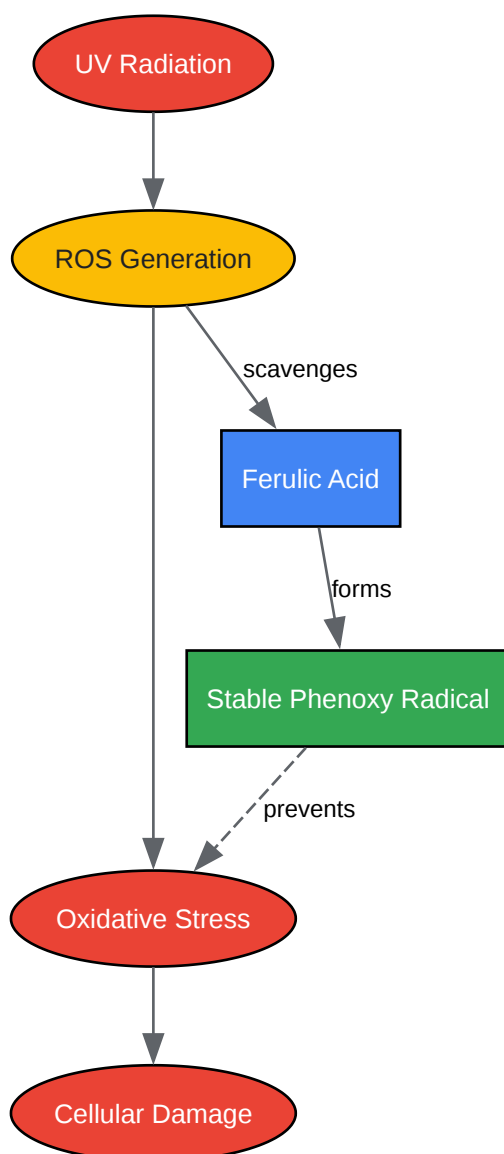 UV Radiation
ROS Generation
scavenges
Ferulic Acid
forms
Stable Phenoxy Radical
prevents
Oxidative Stress
Cellular Damage